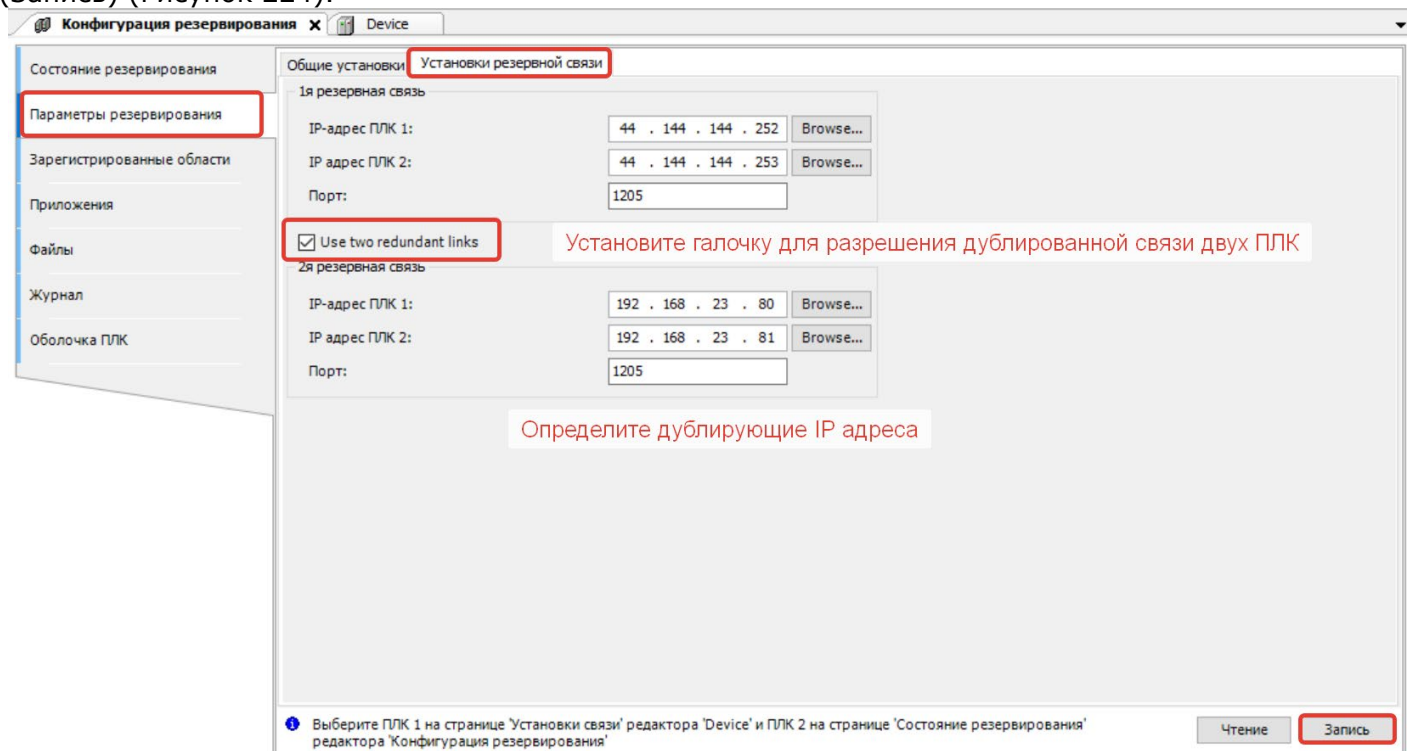 (Запись) (Рисунок 224).
Конфигурация резервирования x Device
Состояние резервирования
Параметры резервирования
Зарегистрированные области
Приложения
Файлы
Журнал
Оболочка ПЛК
Общие установки Установки резервной связи
1я резервная связь
IP-адрес ПЛК 1: 44 . 144 . 144 . 252 Browse...
IP адрес ПЛК 2: 44 . 144 . 144 . 253 Browse...
Порт: 1205
Use two redundant links
Установите галочку для разрешения дублированной связи двух ПЛК
2я резервная связь
IP-адрес ПЛК 1: 192 . 168 . 23 . 80 Browse...
IP адрес ПЛК 2: 192 . 168 . 23 . 81 Browse...
Порт: 1205
Определите дублирующие IP адреса
Выберите ПЛК 1 на странице 'Установки связи' редактора 'Device' и ПЛК 2 на странице 'Состояние резервирования'
редактора 'Конфигурация резервирования'
Чтение Запись